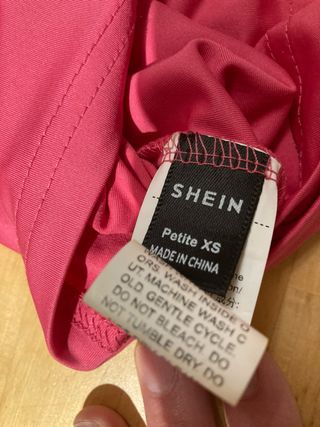 SHEIN
Petite XS
MADE IN CHINA
ORS WASH INSIDE O
UT MACHINE WASH C
OLD GENTLE CYCLE.
DO NOT BLEACH. DO
NOT TUMBLE DRY DO